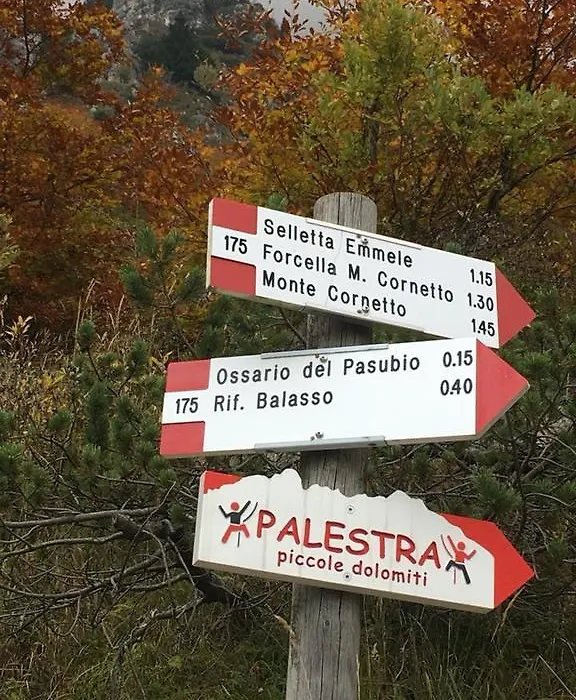 175
Selletta Emmele 1.15
Forcella M. Cornetto 1.30
Monte Cornetto 1.45
175
Ossario del Pasubio 0.15
Rif. Balasso 0.40
PALESTRA
piccole dolomiti